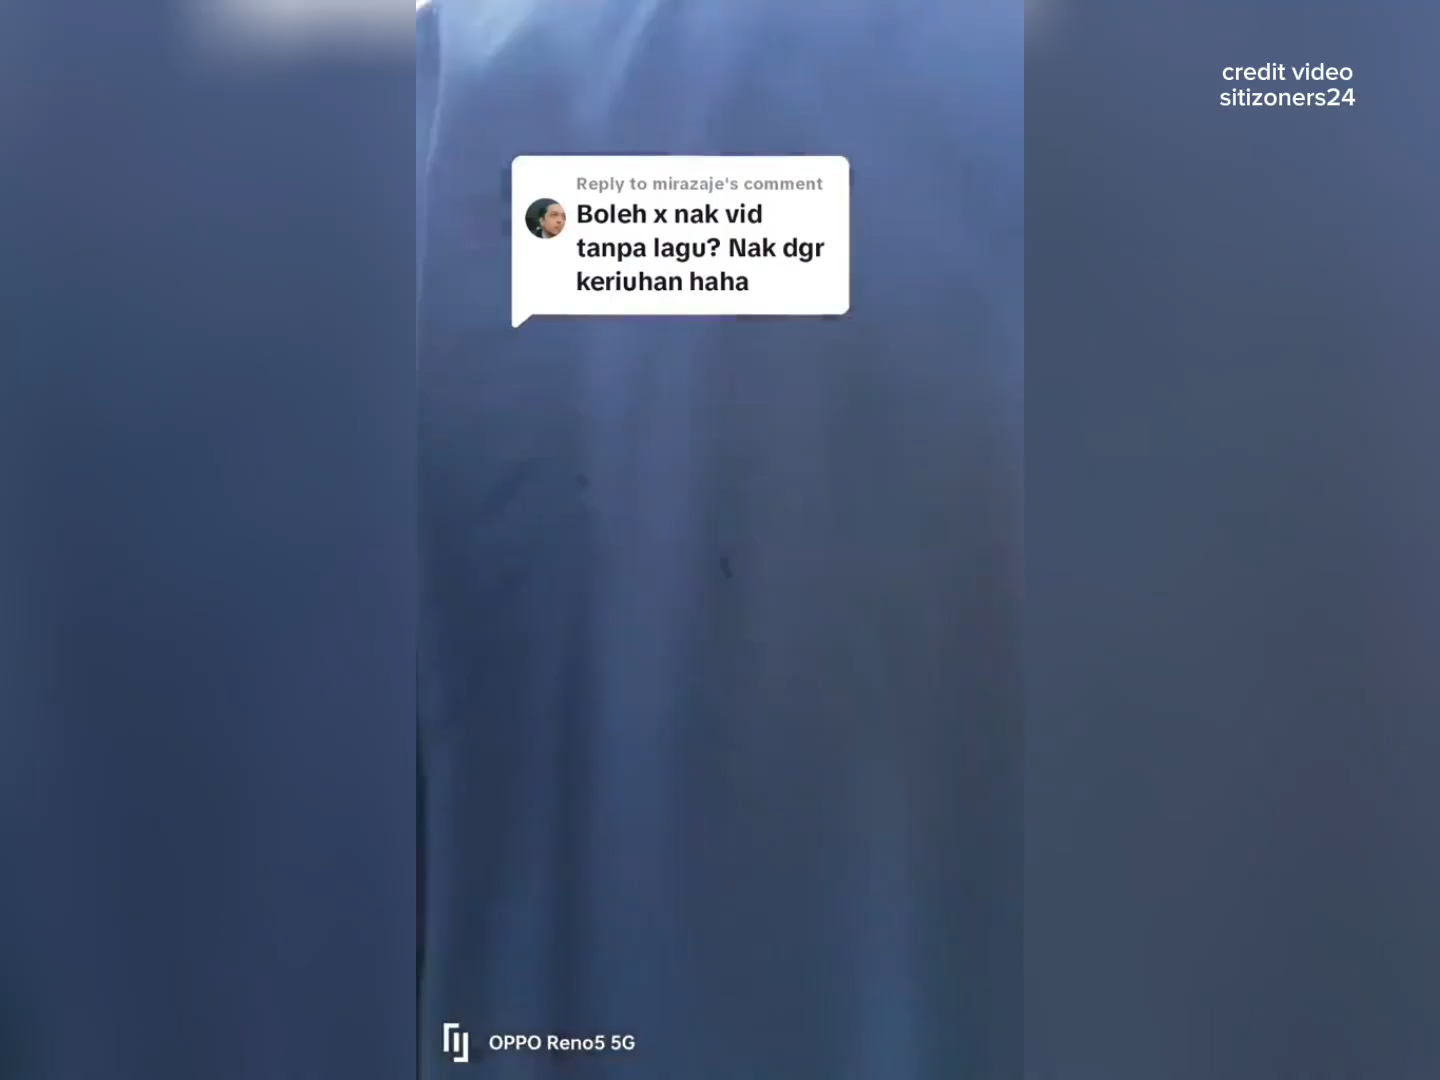 credit video
sitizoners24
Reply to mirazaje's comment
Boleh x nak vid
tanpa lagu? Nak dgr
keriuhan haha
OPPO Reno5 5G